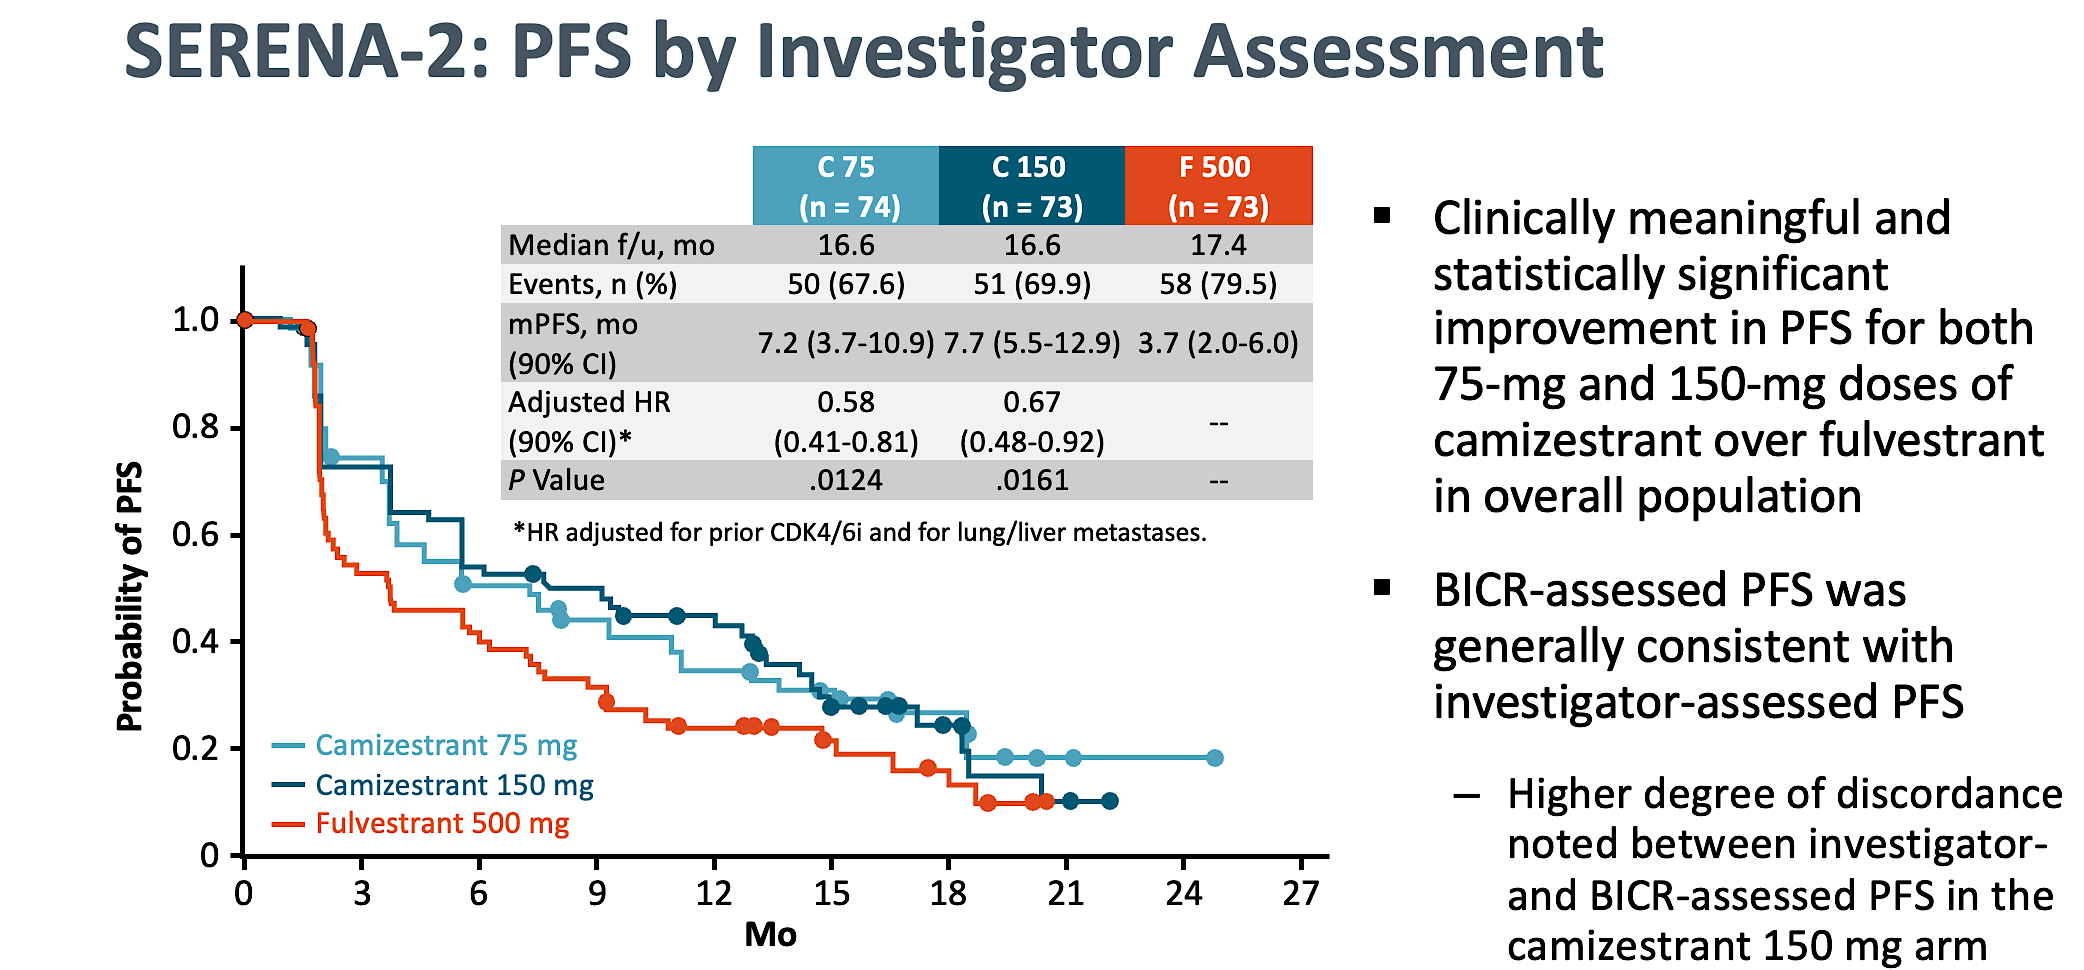 SERENA-2: PFS by Investigator Assessment
C 75 C 150 F 500
(n = 74) (n = 73) (n = 73)
Median f/u, mo 16.6 16.6 17.4
Events, n (%) 50 (67.6) 51 (69.9) 58 (79.5)
mPFS, mo
(90% CI) 7.2 (3.7-10.9) 7.7 (5.5-12.9) 3.7 (2.0-6.0)
Adjusted HR 0.58 0.67
(90% CI)* (0.41-0.81) (0.48-0.92) --
P Value .0124 .0161 --
*HR adjusted for prior CDK4/6i and for lung/liver metastases.
Probability of PFS
1.0
0.8
0.6
0.4
0.2
0
Camizestrant 75 mg
Camizestrant 150 mg
Fulvestrant 500 mg
0 3 6 9 12 15 18 21 24 27
Mo
▪ Clinically meaningful and
statistically significant
improvement in PFS for both
75-mg and 150-mg doses of
camizestrant over fulvestrant
in overall population
▪ BICR-assessed PFS was
generally consistent with
investigator-assessed PFS
– Higher degree of discordance
noted between investigator-
and BICR-assessed PFS in the
camizestrant 150 mg arm